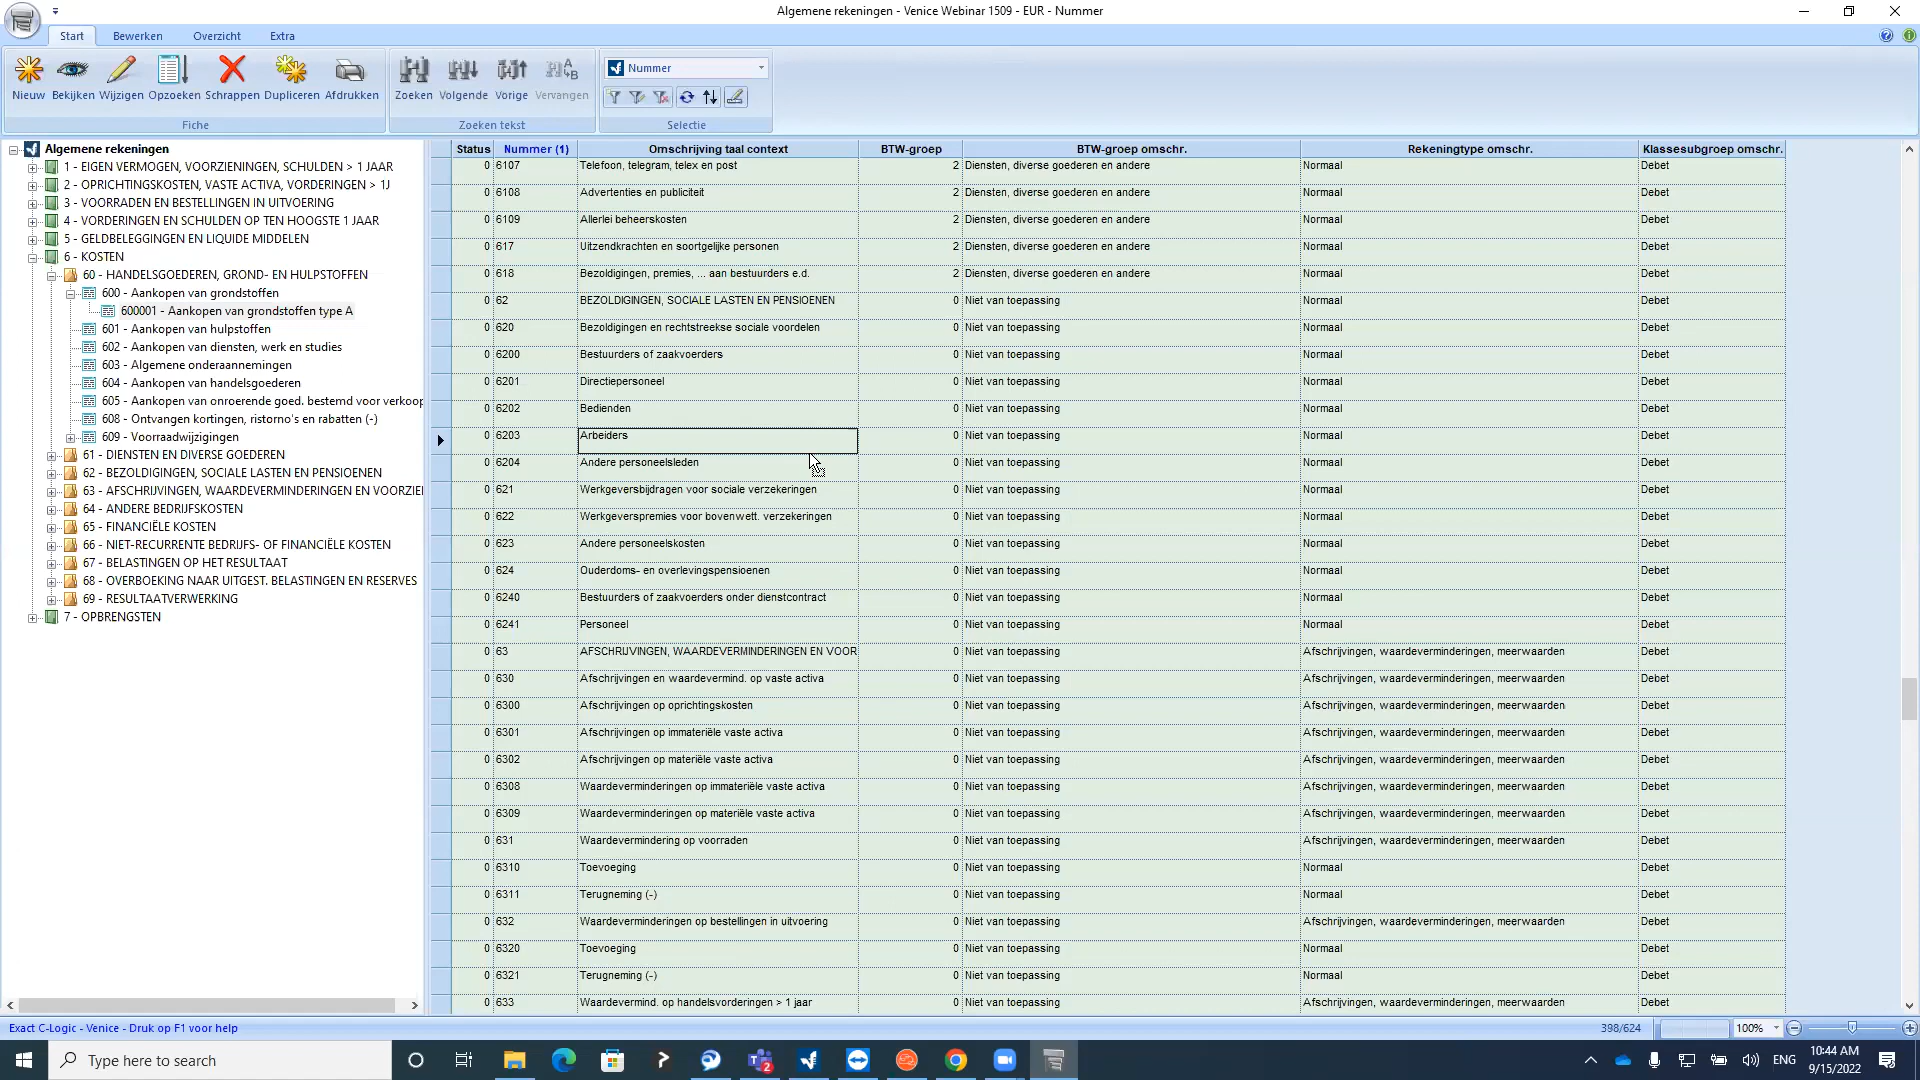 Algemene rekeningen - Venice Webinar 1509 - EUR - Nummer
Start Bewerken Overzicht Extra
Nieuw Bekijken Wijzigen Opzoeken Schrappen Dupliceren Afdrukken
Zoeken Volgende Vorige Vervangen
Nummer
Fiche Zoeken tekst Selectie
Algemene rekeningen
1 - EIGEN VERMOGEN, VOORZIENINGEN, SCHULDEN > 1 JAAR
2 - OPRICHTINGSKOSTEN, VASTE ACTIVA, VORDERINGEN > 1J
3 - VOORRADEN EN BESTELLINGEN IN UITVOERING
4 - VORDERINGEN EN SCHULDEN OP TEN HOOGSTE 1 JAAR
5 - GELDBELEGGINGEN EN LIQUIDE MIDDELEN
6 - KOSTEN
60 - HANDELSGOEDEREN, GROND- EN HULPSTOFFEN
600 - Aankopen van grondstoffen
600001 - Aankopen van grondstoffen type A
601 - Aankopen van hulpstoffen
602 - Aankopen van diensten, werk en studies
603 - Algemene onderaannemingen
604 - Aankopen van handelsgoederen
605 - Aankopen van onroerende goed. bestemd voor verkoop
608 - Ontvangen kortingen, ristorno's en rabatten (-)
609 - Voorraadwijzigingen
61 - DIENSTEN EN DIVERSE GOEDEREN
62 - BEZOLDIGINGEN, SOCIALE LASTEN EN PENSIOENEN
63 - AFSCHRIJVINGEN, WAARDEVERMINDERINGEN EN VOORZIE
64 - ANDERE BEDRIJFSKOSTEN
65 - FINANCIËLE KOSTEN
66 - NIET-RECURRENTE BEDRIJFS- OF FINANCIËLE KOSTEN
67 - BELASTINGEN OP HET RESULTAAT
68 - OVERBOEKING NAAR UITGEST. BELASTINGEN EN RESERVES
69 - RESULTAATVERWERKING
7 - OPBRENGSTEN
Status Nummer (1) Omschrijving taal context BTW-groep BTW-groep omschr. Rekeningtype omschr. Klassesubgroep omschr.
0 6107 Telefoon, telegram, telex en post 2 Diensten, diverse goederen en andere Normaal Debet
0 6108 Advertenties en publiciteit 2 Diensten, diverse goederen en andere Normaal Debet
0 6109 Allerlei beheerskosten 2 Diensten, diverse goederen en andere Normaal Debet
0 617 Uitzendkrachten en soortgelijke personen 2 Diensten, diverse goederen en andere Normaal Debet
0 618 Bezoldigingen, premies, ... aan bestuurders e.d. 2 Diensten, diverse goederen en andere Normaal Debet
0 62 BEZOLDIGINGEN, SOCIALE LASTEN EN PENSIOENEN 0 Niet van toepassing Normaal Debet
0 620 Bezoldigingen en rechtstreekse sociale voordelen 0 Niet van toepassing Normaal Debet
0 6200 Bestuurders of zaakvoerders 0 Niet van toepassing Normaal Debet
0 6201 Directiepersoneel 0 Niet van toepassing Normaal Debet
0 6202 Bedienden 0 Niet van toepassing Normaal Debet
0 6203 Arbeiders 0 Niet van toepassing Normaal Debet
0 6204 Andere personeelsleden 0 Niet van toepassing Normaal Debet
0 621 Werkgeversbijdragen voor sociale verzekeringen 0 Niet van toepassing Normaal Debet
0 622 Werkgeverspremies voor bovenwett. verzekeringen 0 Niet van toepassing Normaal Debet
0 623 Andere personeelskosten 0 Niet van toepassing Normaal Debet
0 624 Ouderdoms- en overlevingspensioenen 0 Niet van toepassing Normaal Debet
0 6240 Bestuurders of zaakvoerders onder dienstcontract 0 Niet van toepassing Normaal Debet
0 6241 Personeel 0 Niet van toepassing Normaal Debet
0 63 AFSCHRIJVINGEN, WAARDEVERMINDERINGEN EN VOOR 0 Niet van toepassing Afschrijvingen, waardeverminderingen, meerwaarden Debet
0 630 Afschrijvingen en waardevermind. op vaste activa 0 Niet van toepassing Afschrijvingen, waardeverminderingen, meerwaarden Debet
0 6300 Afschrijvingen op oprichtingskosten 0 Niet van toepassing Afschrijvingen, waardeverminderingen, meerwaarden Debet
0 6301 Afschrijvingen op immateriële vaste activa 0 Niet van toepassing Afschrijvingen, waardeverminderingen, meerwaarden Debet
0 6302 Afschrijvingen op materiële vaste activa 0 Niet van toepassing Afschrijvingen, waardeverminderingen, meerwaarden Debet
0 6308 Waardeverminderingen op immateriële vaste activa 0 Niet van toepassing Afschrijvingen, waardeverminderingen, meerwaarden Debet
0 6309 Waardeverminderingen op materiële vaste activa 0 Niet van toepassing Afschrijvingen, waardeverminderingen, meerwaarden Debet
0 631 Waardevermindering op voorraden 0 Niet van toepassing Afschrijvingen, waardeverminderingen, meerwaarden Debet
0 6310 Toevoeging 0 Niet van toepassing Normaal Debet
0 6311 Terugneming (-) 0 Niet van toepassing Normaal Debet
0 632 Waardeverminderingen op bestellingen in uitvoering 0 Niet van toepassing Afschrijvingen, waardeverminderingen, meerwaarden Debet
0 6320 Toevoeging 0 Niet van toepassing Normaal Debet
0 6321 Terugneming (-) 0 Niet van toepassing Normaal Debet
0 633 Waardevermind. op handelsvorderingen > 1 jaar 0 Niet van toepassing Afschrijvingen, waardeverminderingen, meerwaarden Debet
Exact C-Logic - Venice - Druk op F1 voor help 398/624 100%
Type here to search ENG 10:44 AM
9/15/2022